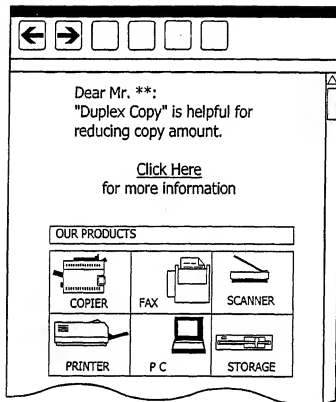 Dear Mr. **:
"Duplex Copy" is helpful for
reducing copy amount.
Click Here
for more information
OUR PRODUCTS
COPIER
FAX
SCANNER
PRINTER
P C
STORAGE